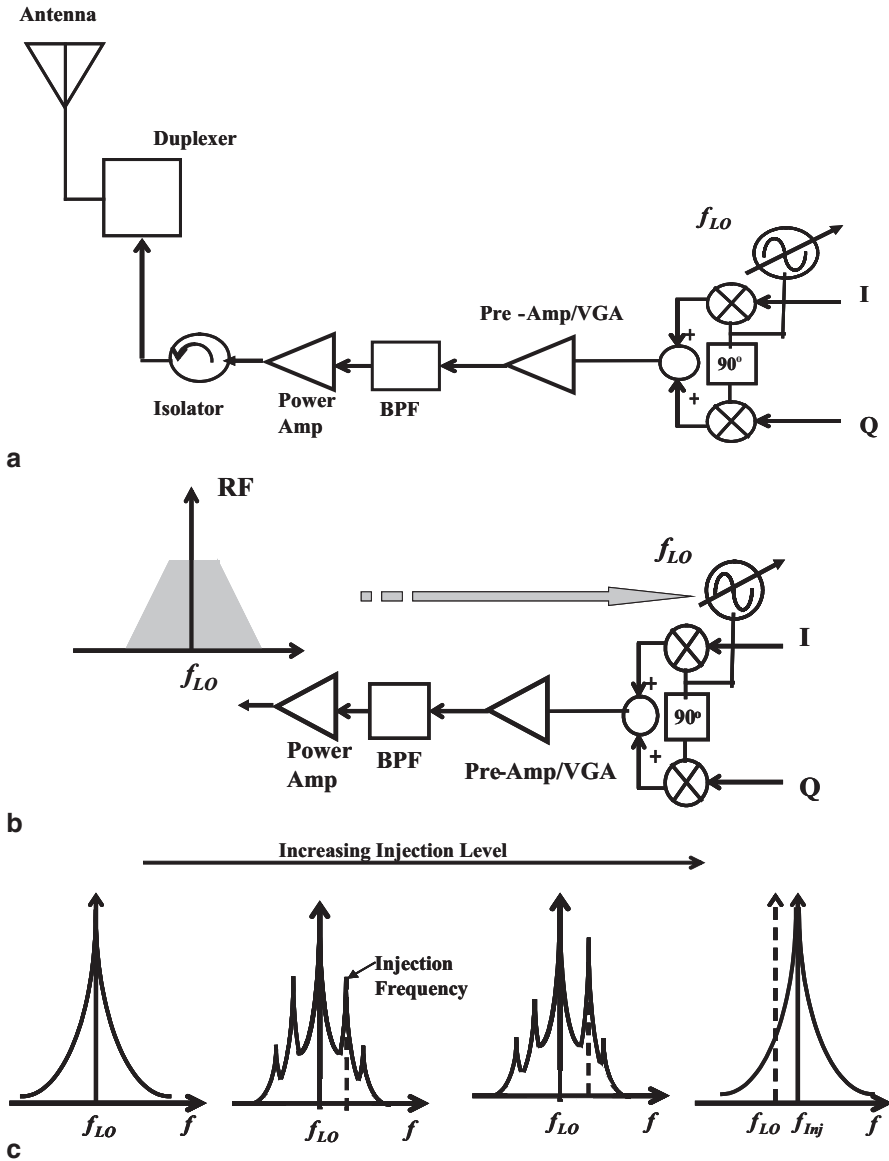 Antenna
Duplexer
f_LO
I
Pre -Amp/VGA
+
90°
Isolator
Power
Amp
BPF
+
Q
a
RF
f_LO
I
f_LO
+
90°
Power
Amp
BPF
Pre-Amp/VGA
+
Q
b
Increasing Injection Level
Injection
Frequency
f_LO
f
f_LO
f
f_LO
f
f_LO
f_Inj
f
c